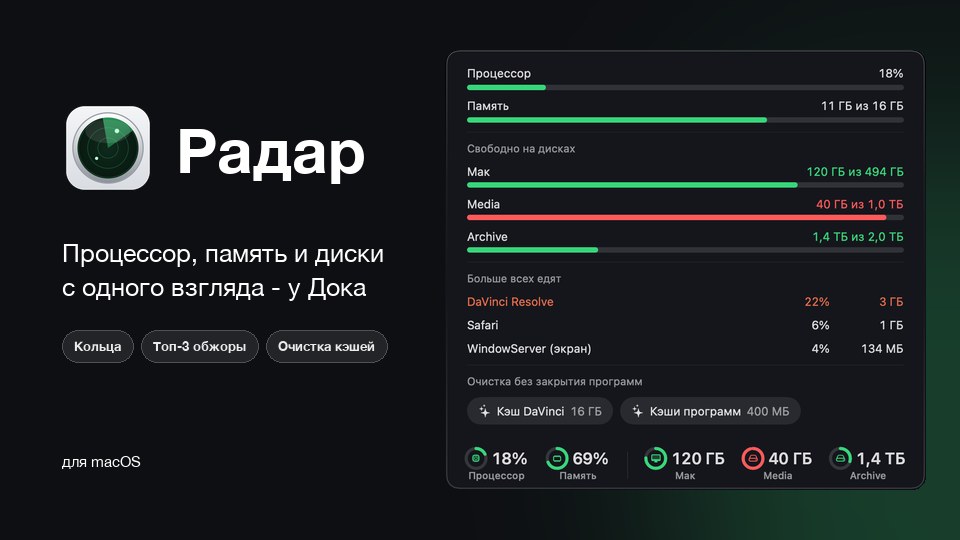 Радар
Процессор, память и диски
с одного взгляда - у Дока
Кольца Топ-3 обжоры Очистка кэшей
для macOS
Процессор 18%
Память 11 ГБ из 16 ГБ
Свободно на дисках
Мак 120 ГБ из 494 ГБ
Media 40 ГБ из 1,0 ТБ
Archive 1,4 ТБ из 2,0 ТБ
Больше всех едят
DaVinci Resolve 22% 3 ГБ
Safari 6% 1 ГБ
WindowServer (экран) 4% 134 МБ
Очистка без закрытия программ
Кэш DaVinci 16 ГБ Кэши программ 400 МБ
18% 69% 120 ГБ 40 ГБ 1,4 ТБ
Процессор Память Мак Media Archive